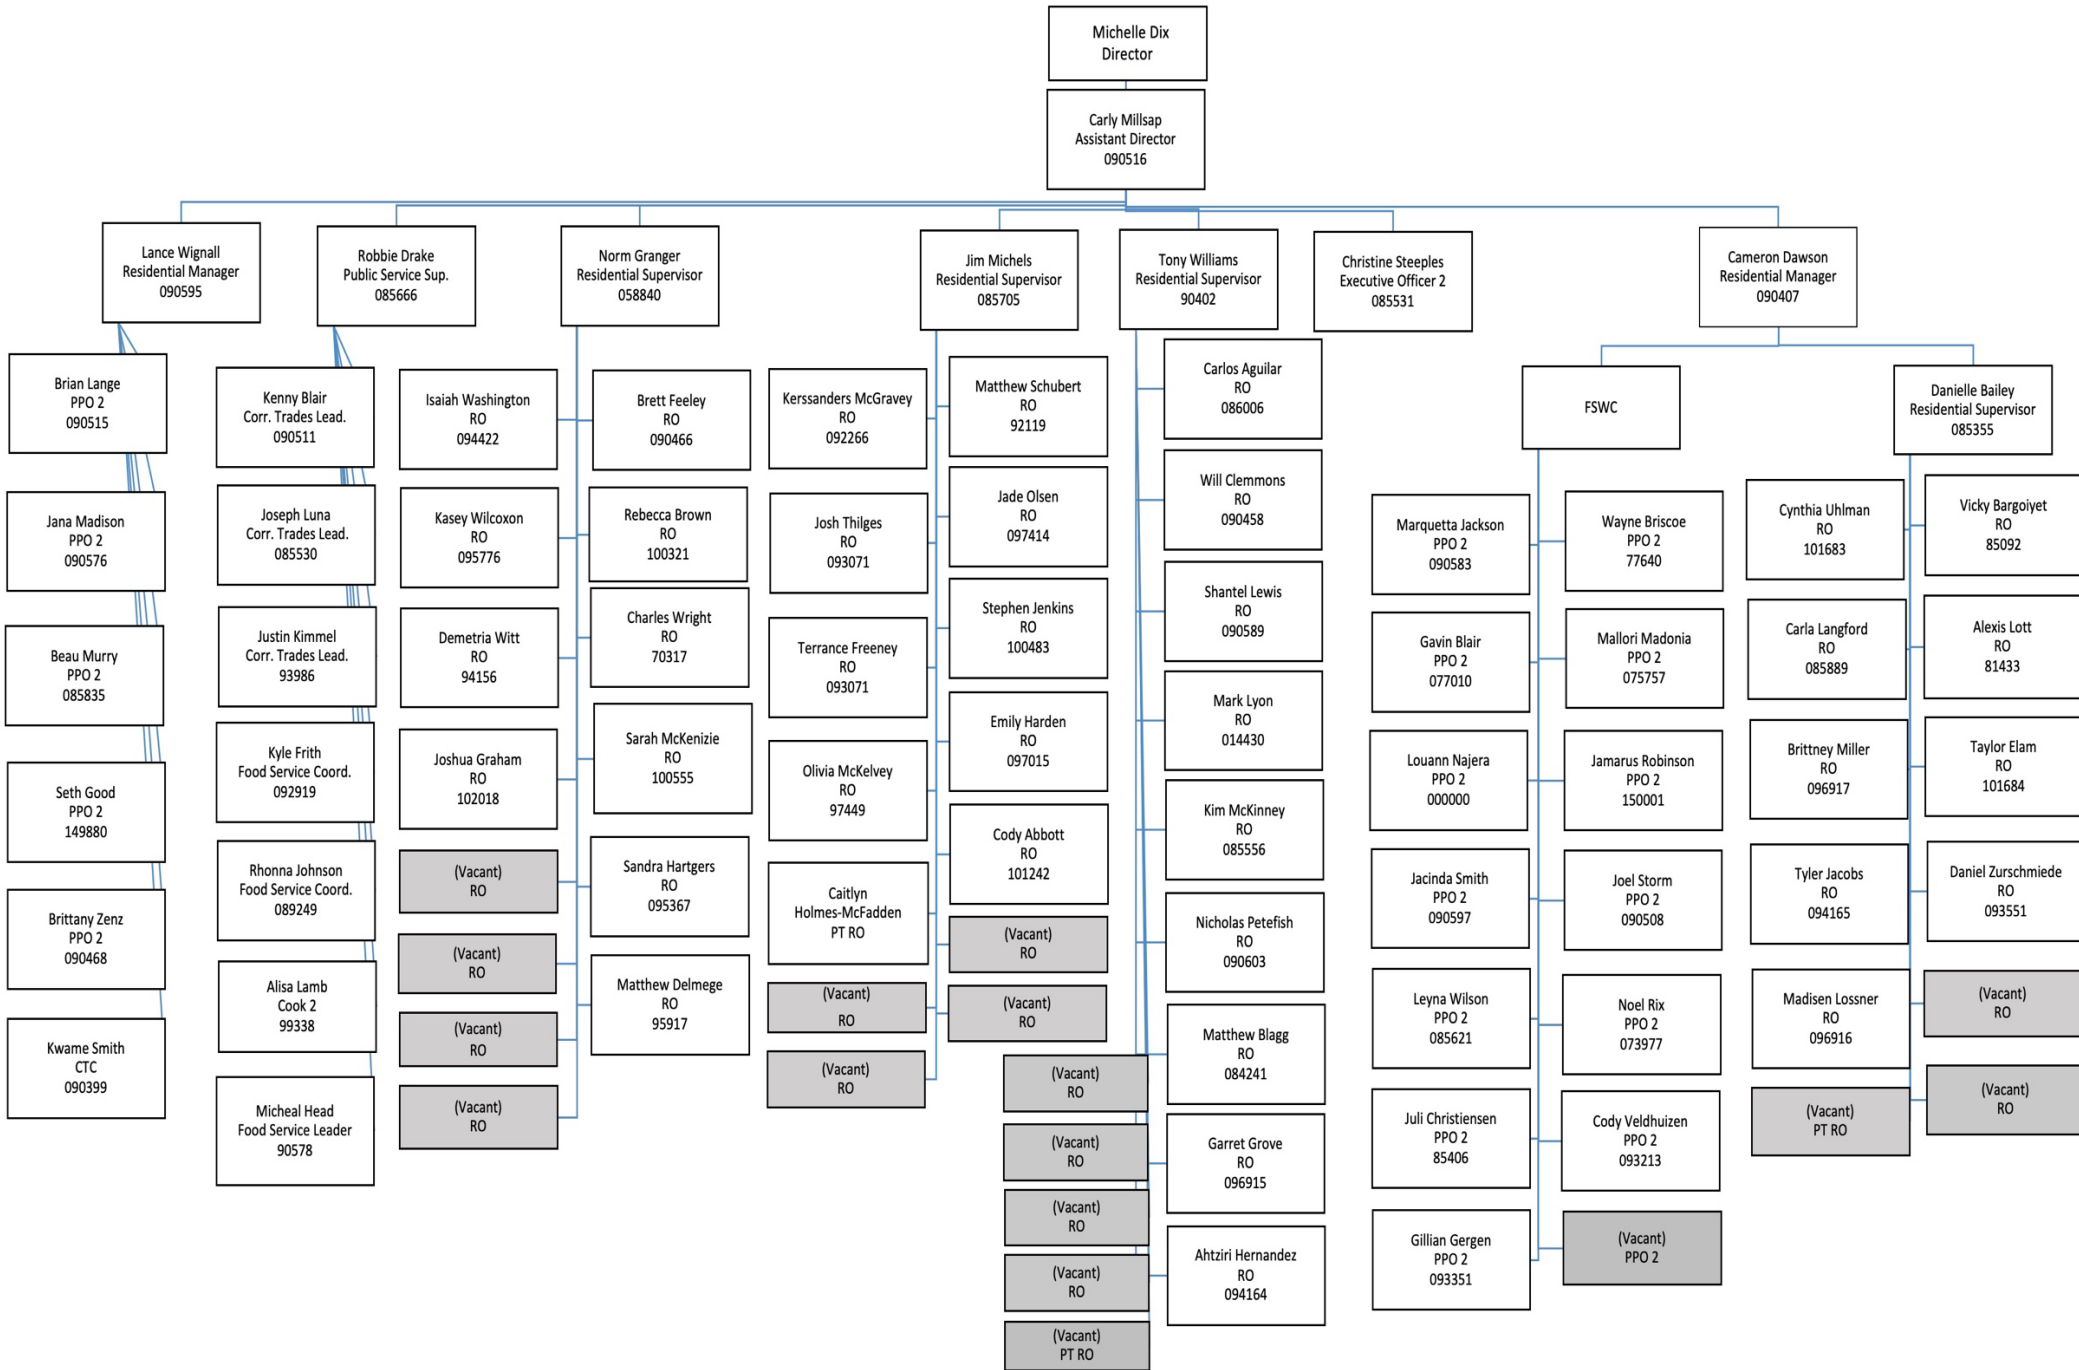 Michelle Dix
Director
Carly Millsap
Assistant Director
090516
Lance Wignall
Residential Manager
090595
Robbie Drake
Public Service Sup.
085666
Norm Granger
Residential Supervisor
058840
Jim Michels
Residential Supervisor
085705
Tony Williams
Residential Supervisor
90402
Christine Steeples
Executive Officer 2
085531
Cameron Dawson
Residential Manager
090407
Brian Lange
PPO 2
090515
Jana Madison
PPO 2
090576
Beau Murry
PPO 2
085835
Seth Good
PPO 2
149880
Brittany Zenz
PPO 2
090468
Kwame Smith
CTC
090399
Kenny Blair
Corr. Trades Lead.
090511
Joseph Luna
Corr. Trades Lead.
085530
Justin Kimmel
Corr. Trades Lead.
93986
Kyle Frith
Food Service Coord.
092919
Rhonna Johnson
Food Service Coord.
089249
Alisa Lamb
Cook 2
99338
Micheal Head
Food Service Leader
90578
Isaiah Washington
RO
094422
Kasey Wilcoxon
RO
095776
Demetria Witt
RO
94156
Joshua Graham
RO
102018
(Vacant)
RO
(Vacant)
RO
(Vacant)
RO
(Vacant)
RO
Brett Feeley
RO
090466
Rebecca Brown
RO
100321
Charles Wright
RO
70317
Sarah McKenizie
RO
100555
Sandra Hartgers
RO
095367
Matthew Delmege
RO
95917
Kerssanders McGravey
RO
092266
Josh Thilges
RO
093071
Terrance Freeney
RO
093071
Olivia McKelvey
RO
97449
Caitlyn
Holmes-McFadden
PT RO
(Vacant)
RO
(Vacant)
RO
Matthew Schubert
RO
92119
Jade Olsen
RO
097414
Stephen Jenkins
RO
100483
Emily Harden
RO
097015
Cody Abbott
RO
101242
(Vacant)
RO
(Vacant)
RO
Carlos Aguilar
RO
086006
Will Clemmons
RO
090458
Shantel Lewis
RO
090589
Mark Lyon
RO
014430
Kim McKinney
RO
085556
Nicholas Petefish
RO
090603
Matthew Blagg
RO
084241
Garret Grove
RO
096915
Ahtziri Hernandez
RO
094164
(Vacant)
RO
(Vacant)
RO
(Vacant)
RO
(Vacant)
RO
(Vacant)
PT RO
FSWC
Danielle Bailey
Residential Supervisor
085355
Marquetta Jackson
PPO 2
090583
Gavin Blair
PPO 2
077010
Louann Najera
PPO 2
000000
Jacinda Smith
PPO 2
090597
Leyna Wilson
PPO 2
085621
Juli Christiensen
PPO 2
85406
Gillian Gergen
PPO 2
093351
Wayne Briscoe
PPO 2
77640
Mallori Madonia
PPO 2
075757
Jamarus Robinson
PPO 2
150001
Joel Storm
PPO 2
090508
Noel Rix
PPO 2
073977
Cody Veldhuizen
PPO 2
093213
(Vacant)
PPO 2
Cynthia Uhlman
RO
101683
Carla Langford
RO
085889
Brittney Miller
RO
096917
Tyler Jacobs
RO
094165
Madisen Lossner
RO
096916
(Vacant)
PT RO
Vicky Bargoiyet
RO
85092
Alexis Lott
RO
81433
Taylor Elam
RO
101684
Daniel Zurschmiede
RO
093551
(Vacant)
RO
(Vacant)
RO